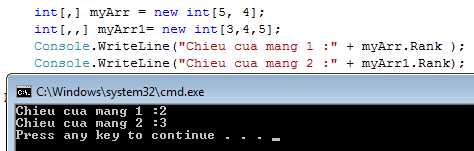 int[,] myArr = new int[5, 4];
int[,,] myArr1= new int[3,4,5];
Console.WriteLine("Chieu cua mang 1 :" + myArr.Rank );
Console.WriteLine("Chieu cua mang 2 :" + myArr1.Rank);
C:\Windows\system32\cmd.exe
Chieu cua mang 1 :2
Chieu cua mang 2 :3
Press any key to continue . . . _